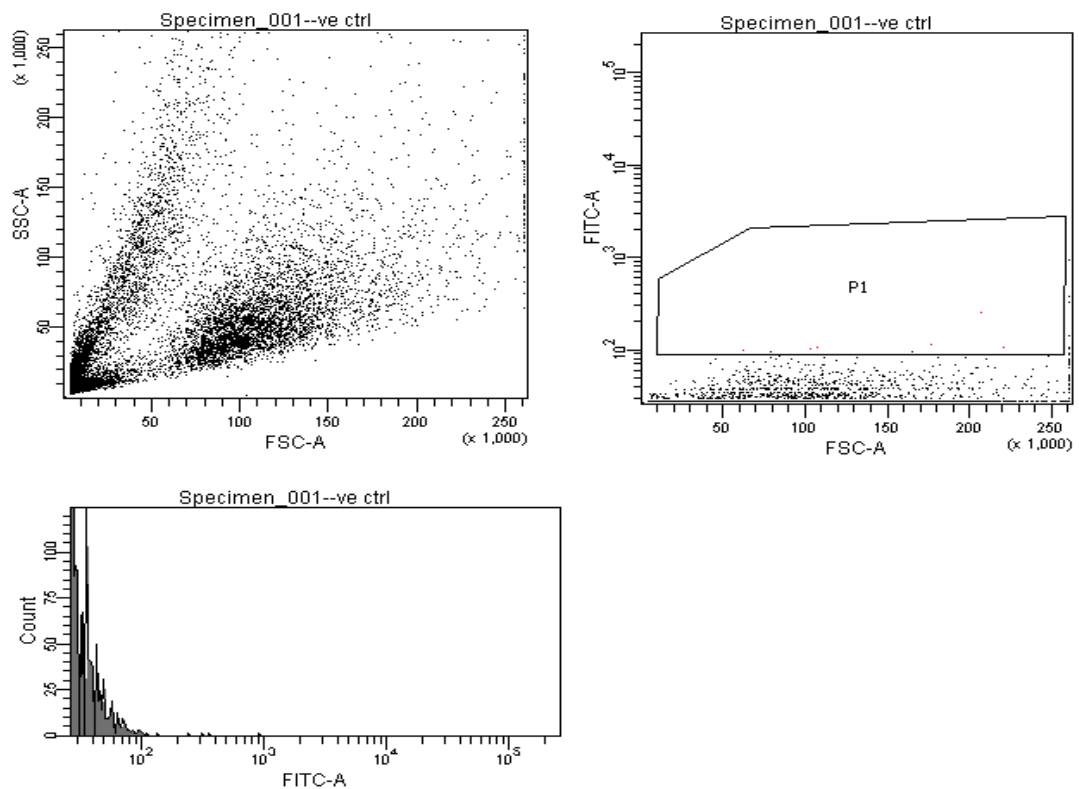 Specimen_001--ve ctrl
(x 1,000)
250
200
150
100
50
SSC-A
50 100 150 200 250
FSC-A
(x 1,000)
Specimen_001--ve ctrl
10^5
10^4
10^3
10^2
FITC-A
P1
50 100 150 200 250
FSC-A
(x 1,000)
Specimen_001--ve ctrl
100
75
50
25
0
Count
10^2 10^3 10^4 10^5
FITC-A